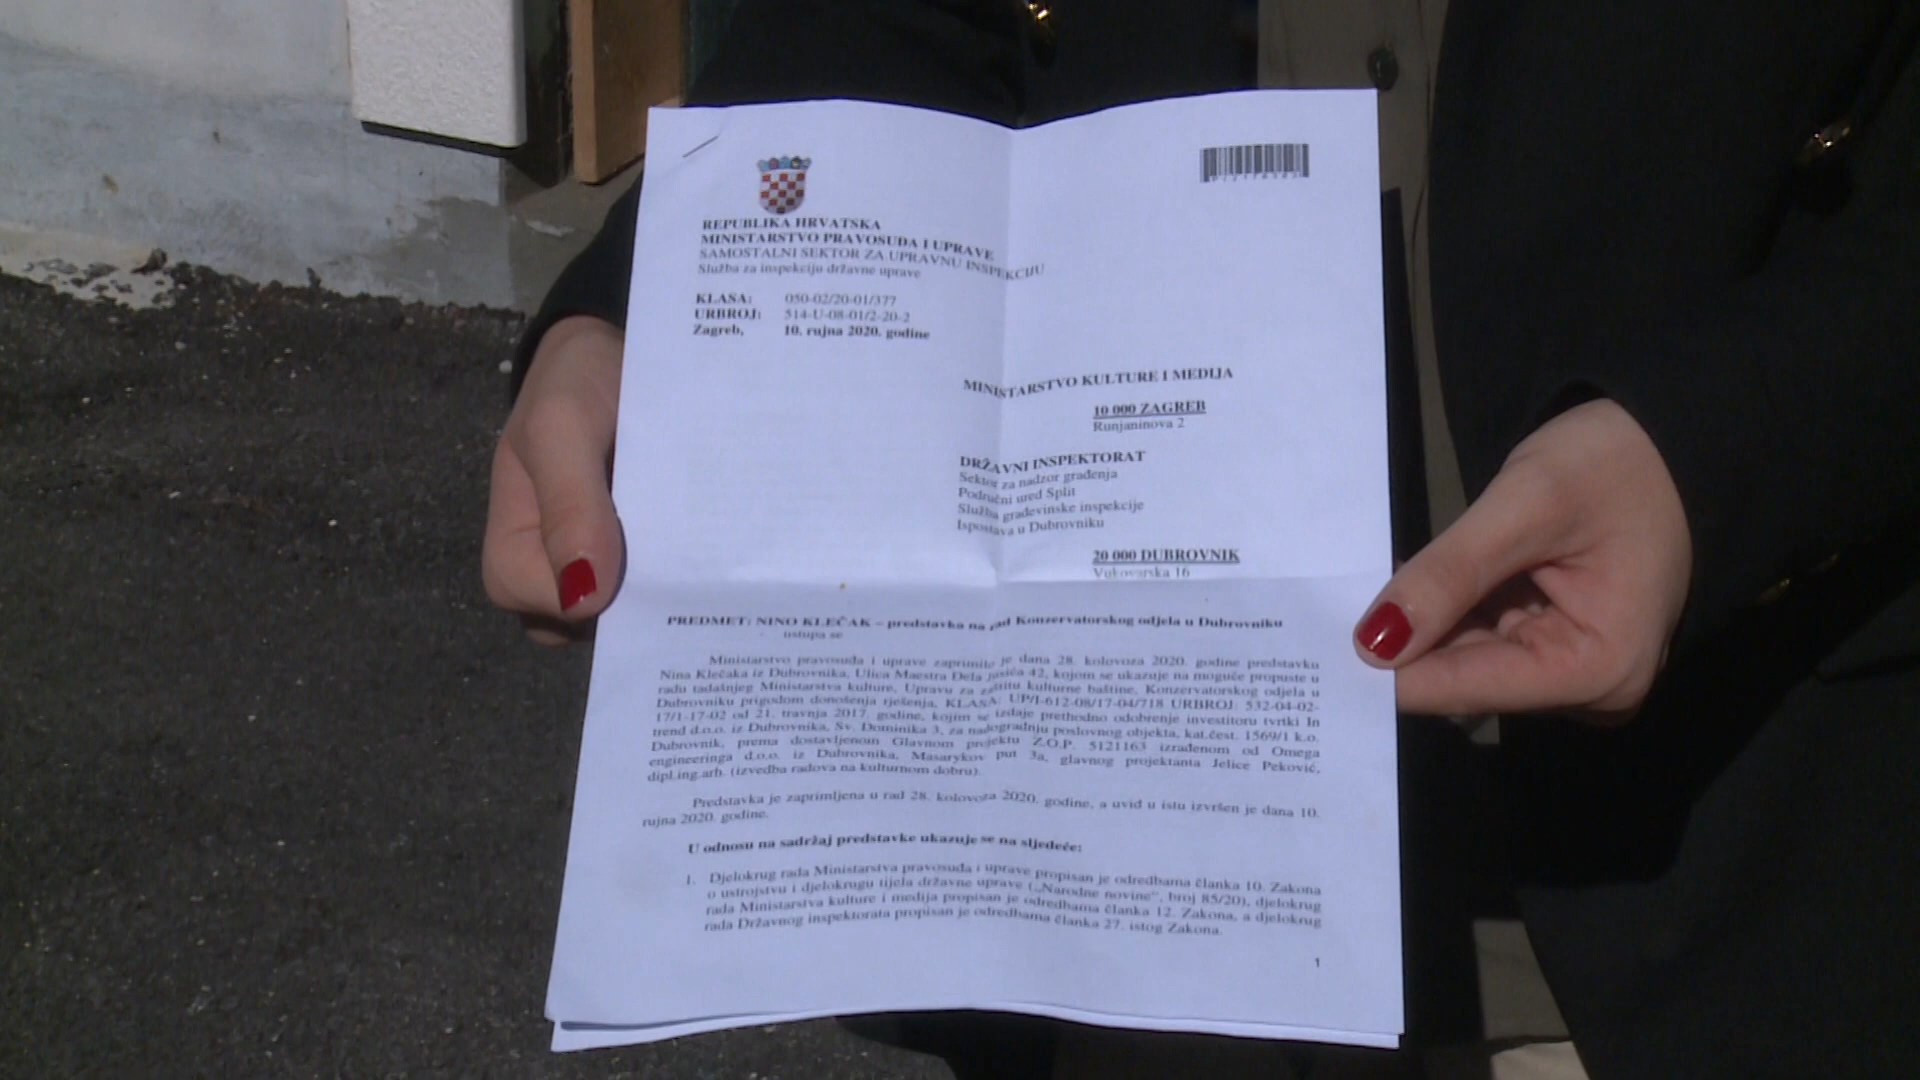 REPUBLIKA HRVATSKA
MINISTARSTVO PRAVOSUĐA I UPRAVE
SAMOSTALNI SEKTOR ZA UPRAVNU INSPEKCIJU
Služba za inspekciju državne uprave
KLASA: 050-02/20-01/377
URBROJ: 514-U-08-01/2-20-2
Zagreb, 10. rujna 2020. godine
MINISTARSTVO KULTURE I MEDIJA
10 000 ZAGREB
Runjaninova 2
DRŽAVNI INSPEKTORAT
Sektor za nadzor građenja
Područni ured Split
Služba građevinske inspekcije
Ispostava u Dubrovniku
20 000 DUBROVNIK
Vukovarska 16
PREDMET: NINO KLEČAK – predstavka na rad Konzervatorskog odjela u Dubrovniku
- ustupa se
Ministarstvo pravosuđa i uprave zaprimilo je dana 28. kolovoza 2020. godine predstavku
Nina Klečaka iz Dubrovnika, Ulica Maestra Đela Jusića 42, kojom se ukazuje na moguće propuste u
radu tadašnjeg Ministarstva kulture, Upravu za zaštitu kulturne baštine, Konzervatorskog odjela u
Dubrovniku prigodom donošenja rješenja, KLASA: UP/I-612-08/17-04/718 URBROJ: 532-04-02-
17/1-17-02 od 21. travnja 2017. godine, kojim se izdaje prethodno odobrenje investitoru tvrtki In
trend d.o.o. iz Dubrovnika, Sv. Dominika 3, za nadogradnju poslovnog objekta, kat.čest. 1569/1 k.o.
Dubrovnik, prema dostavljenom Glavnom projektu Z.O.P. 5121163 izrađenom od Omega
engineeringa d.o.o. iz Dubrovnika, Masarykov put 3a, glavnog projektanta Jelice Peković,
dipl.ing.arh. (izvedba radova na kulturnom dobru).
Predstavka je zaprimljena u rad 28. kolovoza 2020. godine, a uvid u istu izvršen je dana 10.
rujna 2020. godine.
U odnosu na sadržaj predstavke ukazuje se na sljedeće:
1. Djelokrug rada Ministarstva pravosuđa i uprave propisan je odredbama članka 10. Zakona
o ustrojstvu i djelokrugu tijela državne uprave („Narodne novine“, broj 85/20), djelokrug
rada Ministarstva kulture i medija propisan je odredbama članka 12. Zakona, a djelokrug
rada Državnog inspektorata propisan je odredbama članka 27. istog Zakona.
1